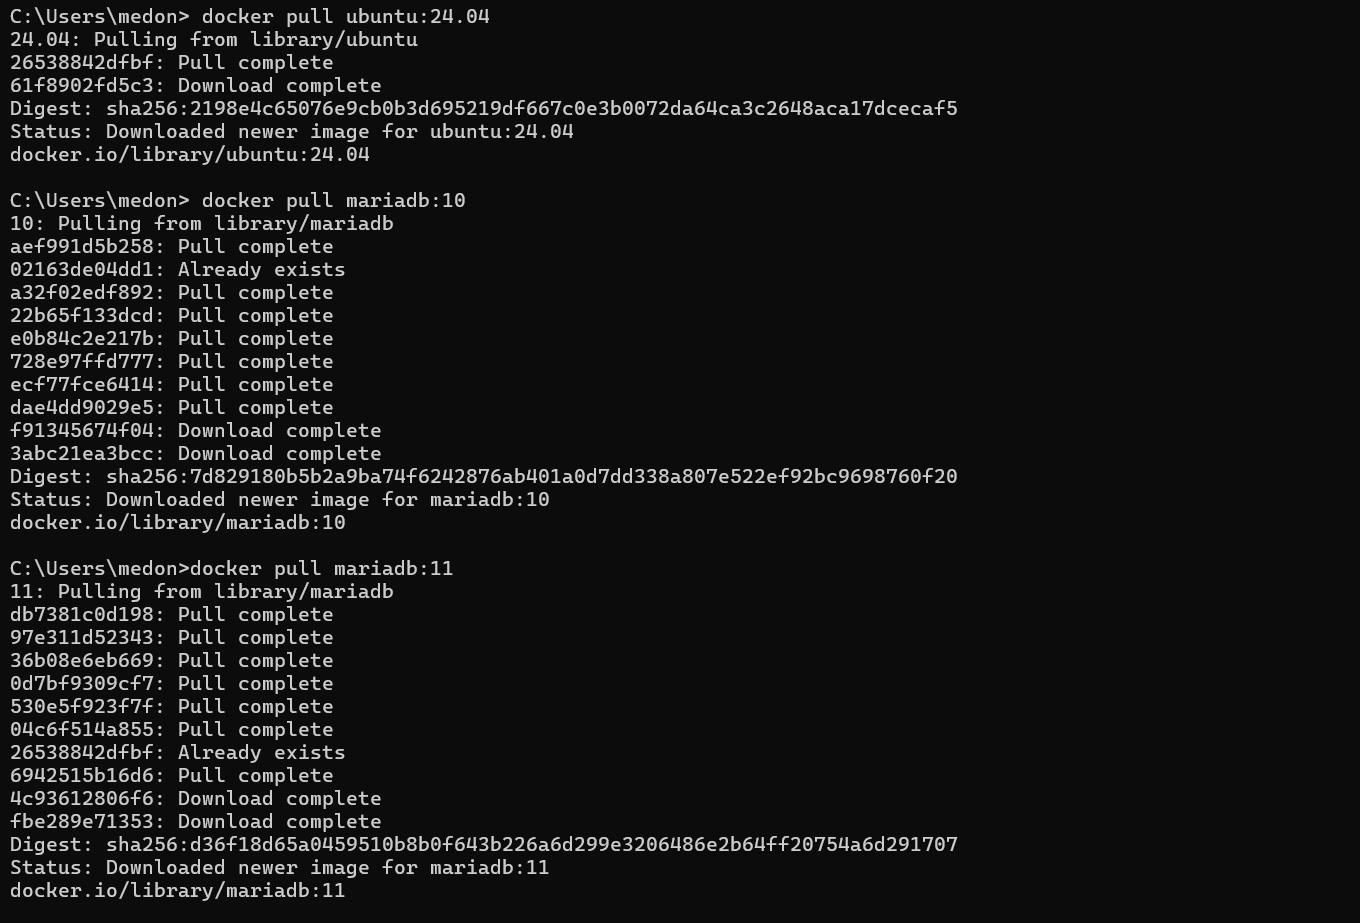 C:\Users\medon> docker pull ubuntu:24.04
24.04: Pulling from library/ubuntu
26538842dfbf: Pull complete
61f8902fd5c3: Download complete
Digest: sha256:2198e4c65076e9cb0b3d695219df667c0e3b0072da64ca3c2648aca17dcecaf5
Status: Downloaded newer image for ubuntu:24.04
docker.io/library/ubuntu:24.04
C:\Users\medon> docker pull mariadb:10
10: Pulling from library/mariadb
aef991d5b258: Pull complete
02163de04dd1: Already exists
a32f02edf892: Pull complete
22b65f133dcd: Pull complete
e0b84c2e217b: Pull complete
728e97ffd777: Pull complete
ecf77fce6414: Pull complete
dae4dd9029e5: Pull complete
f91345674f04: Download complete
3abc21ea3bcc: Download complete
Digest: sha256:7d829180b5b2a9ba74f6242876ab401a0d7dd338a807e522ef92bc9698760f20
Status: Downloaded newer image for mariadb:10
docker.io/library/mariadb:10
C:\Users\medon>docker pull mariadb:11
11: Pulling from library/mariadb
db7381c0d198: Pull complete
97e311d52343: Pull complete
36b08e6eb669: Pull complete
0d7bf9309cf7: Pull complete
530e5f923f7f: Pull complete
04c6f514a855: Pull complete
26538842dfbf: Already exists
6942515b16d6: Pull complete
4c93612806f6: Download complete
fbe289e71353: Download complete
Digest: sha256:d36f18d65a0459510b8b0f643b226a6d299e3206486e2b64ff20754a6d291707
Status: Downloaded newer image for mariadb:11
docker.io/library/mariadb:11